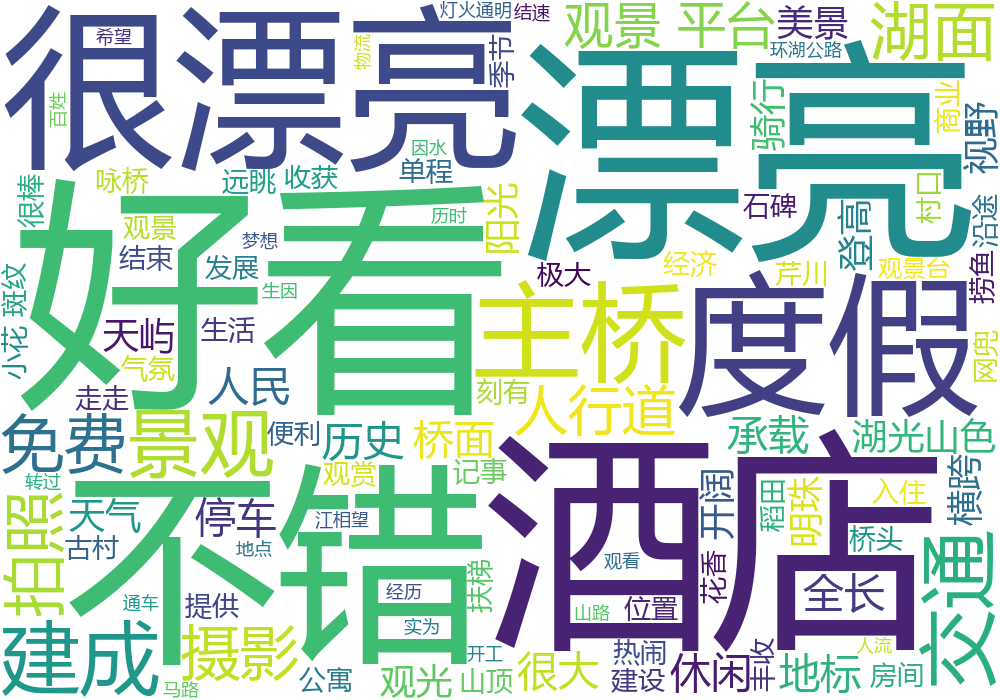 很漂亮
希望
灯火通明
结速
物流
季节
百姓
观景
平台
美景
湖面
环湖公路
漂亮
骑行
商业
视野
因水
单程
咏桥
远眺
收获
很棒
好看
历时
阳光
石碑
村口
沿途
观景
梦想
登高
结束
发展
极大
经济
芹川
观景台
捞鱼
斑纹
生因
主桥
度假
小花
天屿
生活
网兜
气氛
人民
刻有
走走
人行道
免费
景观
便利
历史
桥面
承载
湖光山色
转过
不错
观赏
记事
酒店
开阔
稻田
明珠
入住
横跨
拍照
天气
停车
江相望
古村
地点
桥头
交通
观看
花香
扶梯
经历
全长
通车
提供
山路
位置
实为
人流
建成
摄影
开工
热闹
丰收
公寓
观光
山顶
很大
建设
休闲
地标
房间
马路